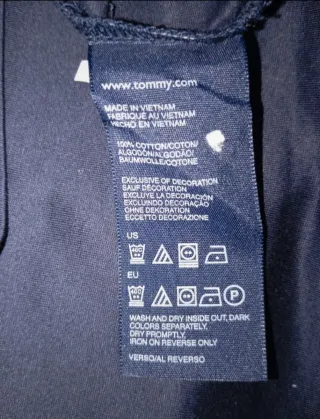 www.tommy.com
MADE IN VIETNAM
FABRIQUÉ AU VIETNAM
HECHO EN VIETNAM
100% COTTON/COTON/
ALGODÓN/ALGODÃO/
BAUMWOLLE/COTONE
EXCLUSIVE OF DECORATION
SAUF DÉCORATION
EXCLUYE LA DECORACIÓN
EXCLUINDO DECORAÇÃO
OHNE DEKORATION
ECCETTO DECORAZIONE
US
EU
WASH AND DRY INSIDE OUT, DARK
COLORS SEPARATELY,
DRY PROMPTLY,
IRON ON REVERSE ONLY
VERSO/AL REVERSO